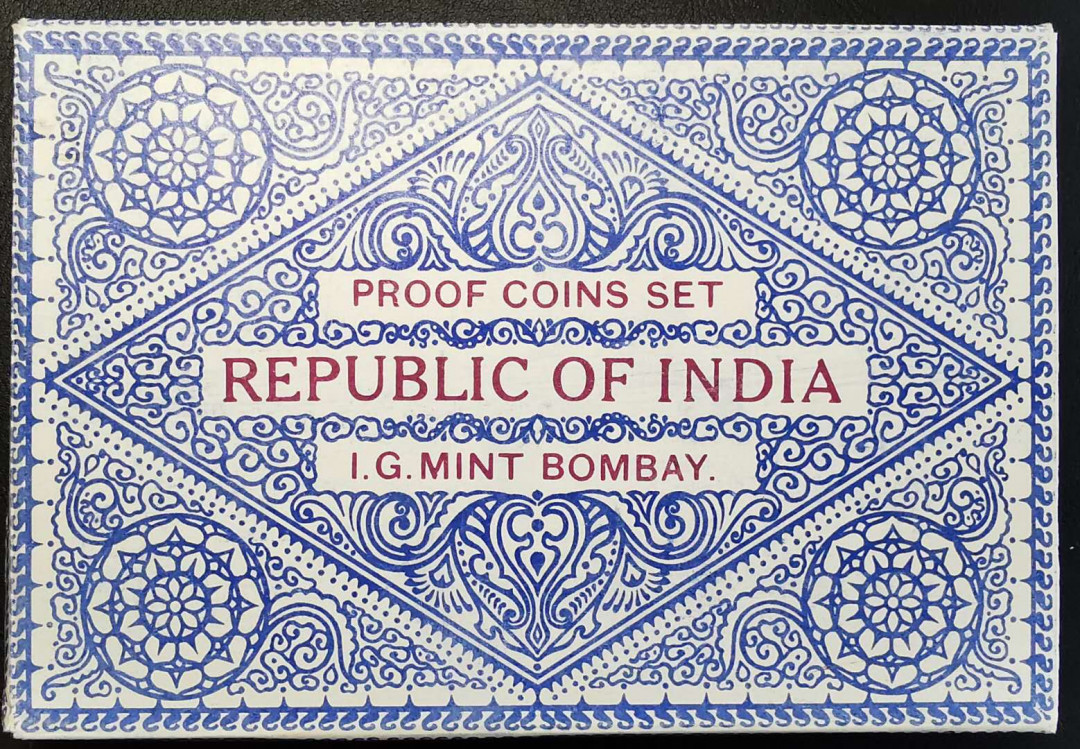 PROOF COINS SET
REPUBLIC OF INDIA
I.G. MINT BOMBAY.